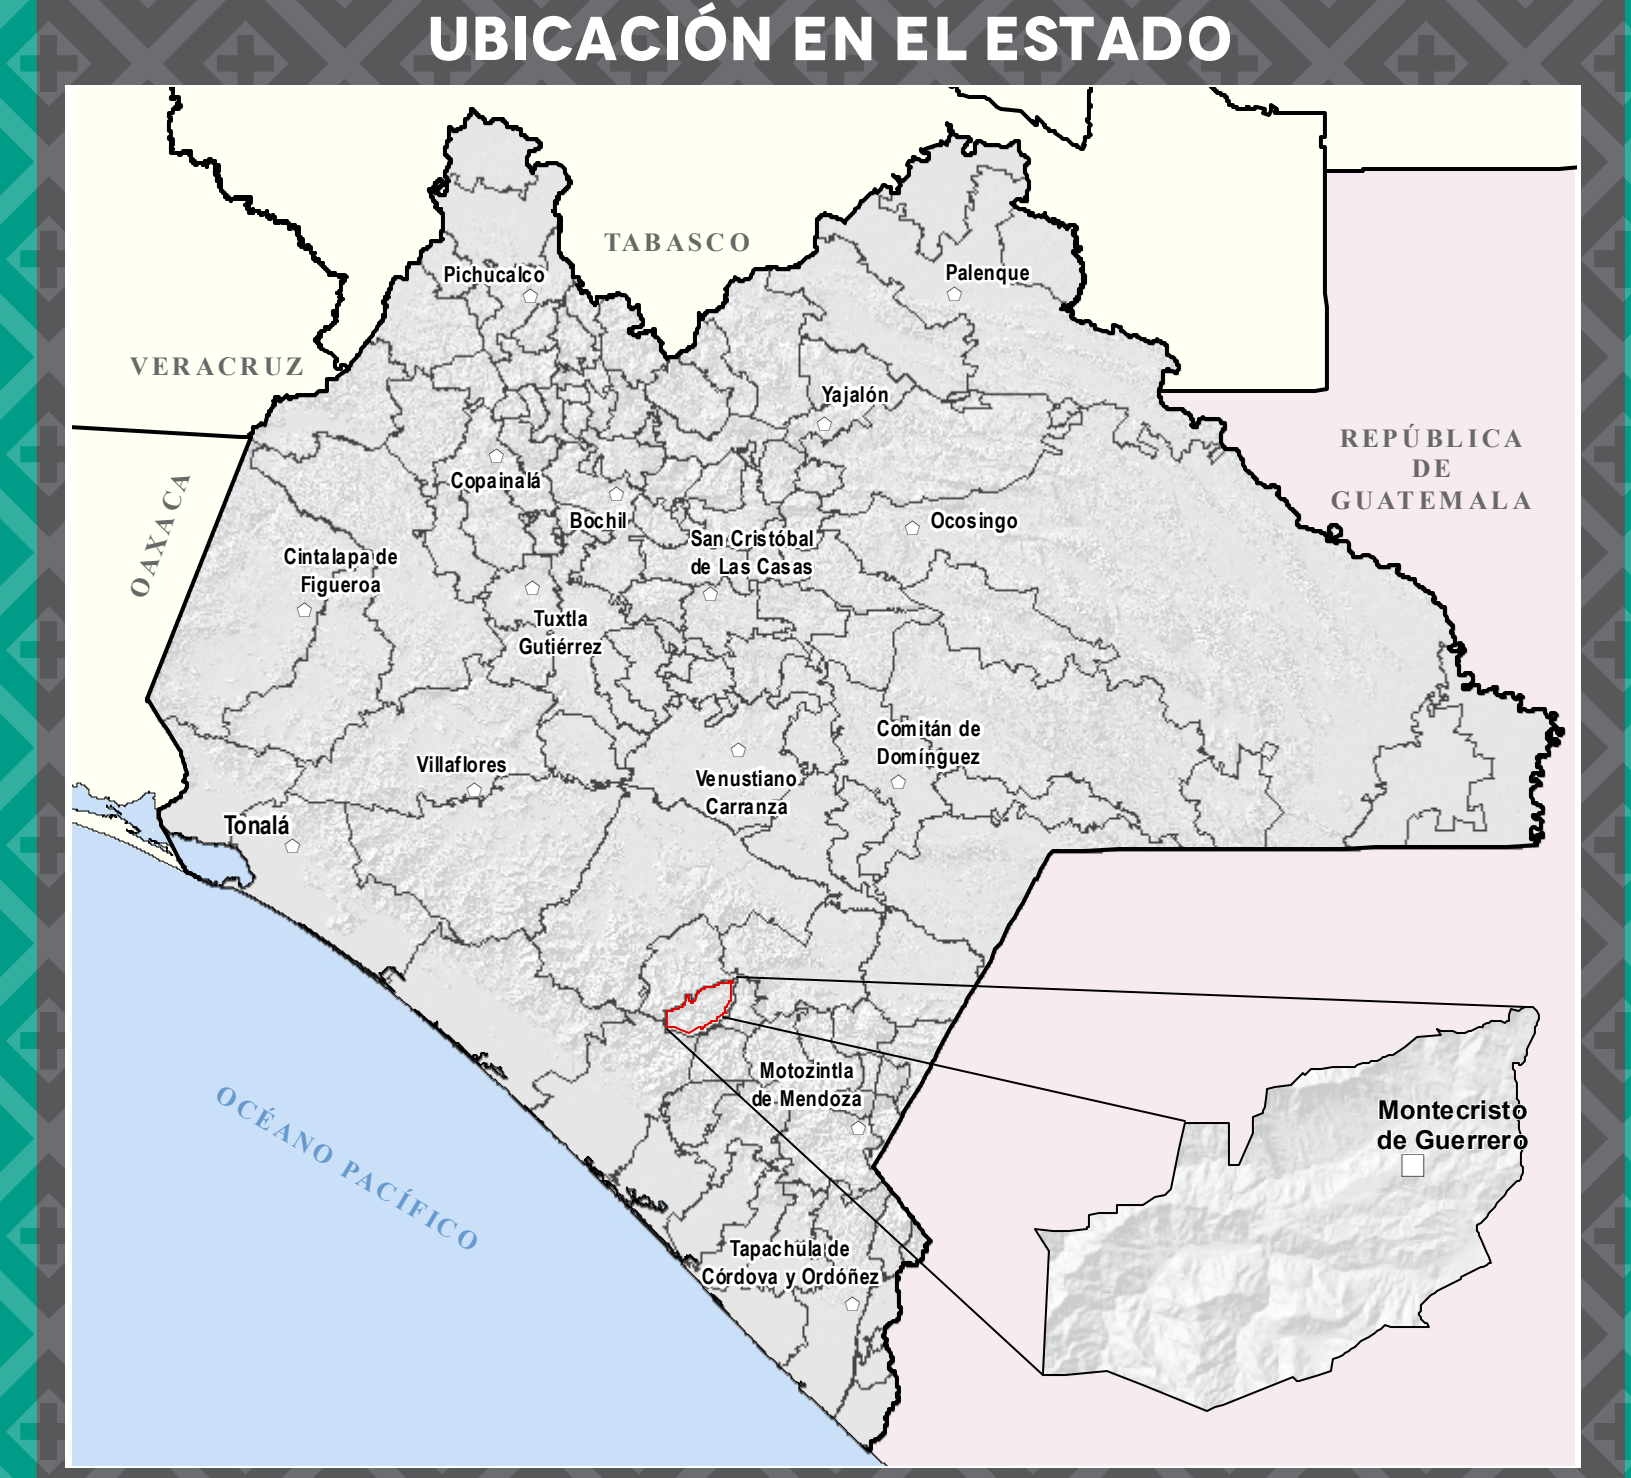 UBICACIÓN EN EL ESTADO
TABASCO
Pichucalco
Palenque
VERACRUZ
Yajalón
REPÚBLICA
DE
GUATEMALA
OAXACA
Copainalá
Bochil
Ocosingo
San Cristóbal
de Las Casas
Cintalapa de
Figueroa
Tuxtla
Gutiérrez
Comitán de
Domínguez
Villaflores
Venustiano
Carranza
Tonalá
Motozintla
de Mendoza
OCÉANO PACÍFICO
Montecristo
de Guerrero
Tapachula de
Córdova y Ordóñez